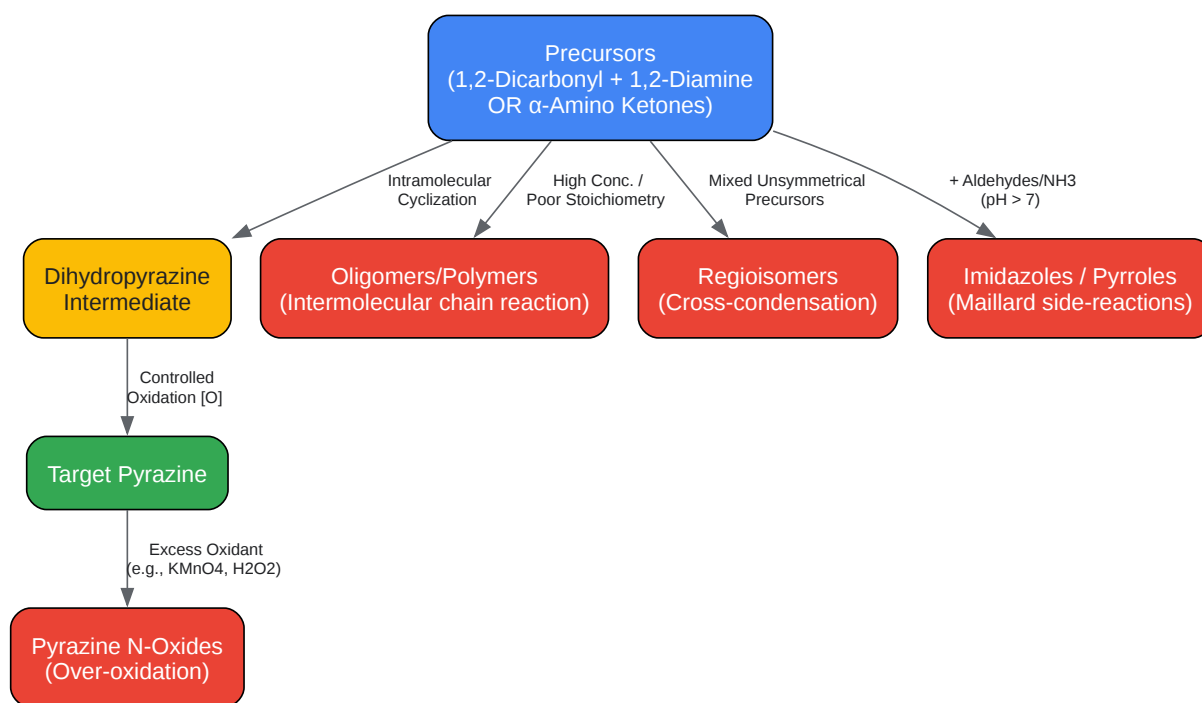 Precursors
(1,2-Dicarbonyl + 1,2-Diamine
OR α-Amino Ketones)
Intramolecular
Cyclization
High Conc. /
Poor Stoichiometry
Mixed Unsymmetrical
Precursors
+ Aldehydes/NH3
(pH > 7)
Dihydropyrazine
Intermediate
Oligomers/Polymers
(Intermolecular chain reaction)
Regioisomers
(Cross-condensation)
Imidazoles / Pyrroles
(Maillard side-reactions)
Controlled
Oxidation [O]
Target Pyrazine
Excess Oxidant
(e.g., KMnO4, H2O2)
Pyrazine N-Oxides
(Over-oxidation)